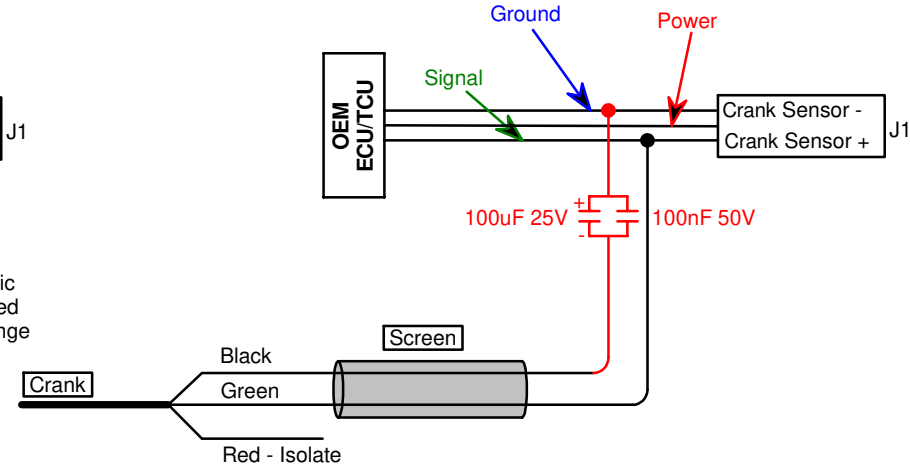 Ground
Power
Signal
OEM
ECU/TCU
Crank Sensor -
Crank Sensor +
J1
J1
100uF 25V
+
-
100nF 50V
ic
ed
nge
Screen
Black
Crank
Green
Red - Isolate